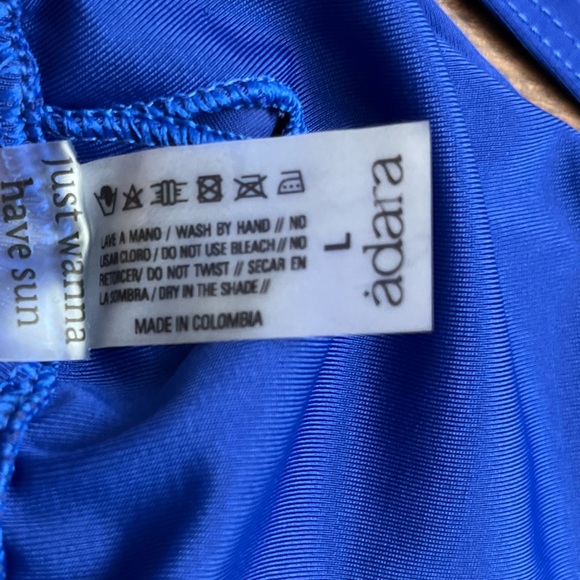 just wanna
have sun
LAVE A MANO / WASH BY HAND // NO
USAR CLORO / DO NOT USE BLEACH // NO
RETORCER/ DO NOT TWIST // SECAR EN
LA SOMBRA / DRY IN THE SHADE //
MADE IN COLOMBIA
L
àdara